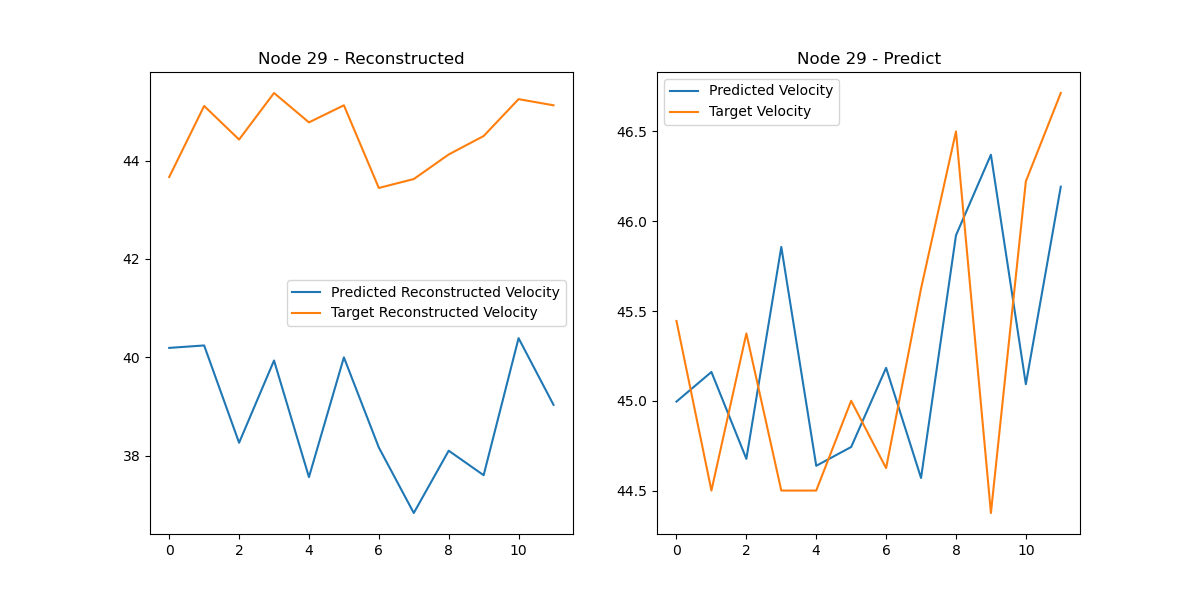 Node 29 - Reconstructed
44
42
40
38
0 2 4 6 8 10
Predicted Reconstructed Velocity
Target Reconstructed Velocity
Node 29 - Predict
Predicted Velocity
Target Velocity
46.5
46.0
45.5
45.0
44.5
0 2 4 6 8 10